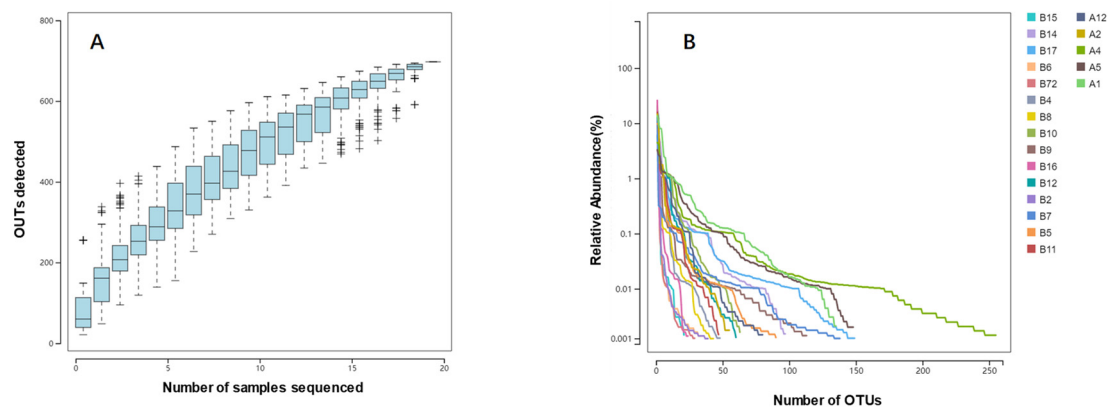 A
800
600
400
200
0
0 5 10 15 20
OUTs detected
Number of samples sequenced
B
100
10
1
0.1
0.01
0.001
0 50 100 150 200 250
Relative Abundance(%)
Number of OTUs
B15 A12
B14 A2
B17 A4
B6 A5
B72 A1
B4
B8
B10
B9
B16
B12
B2
B7
B5
B11